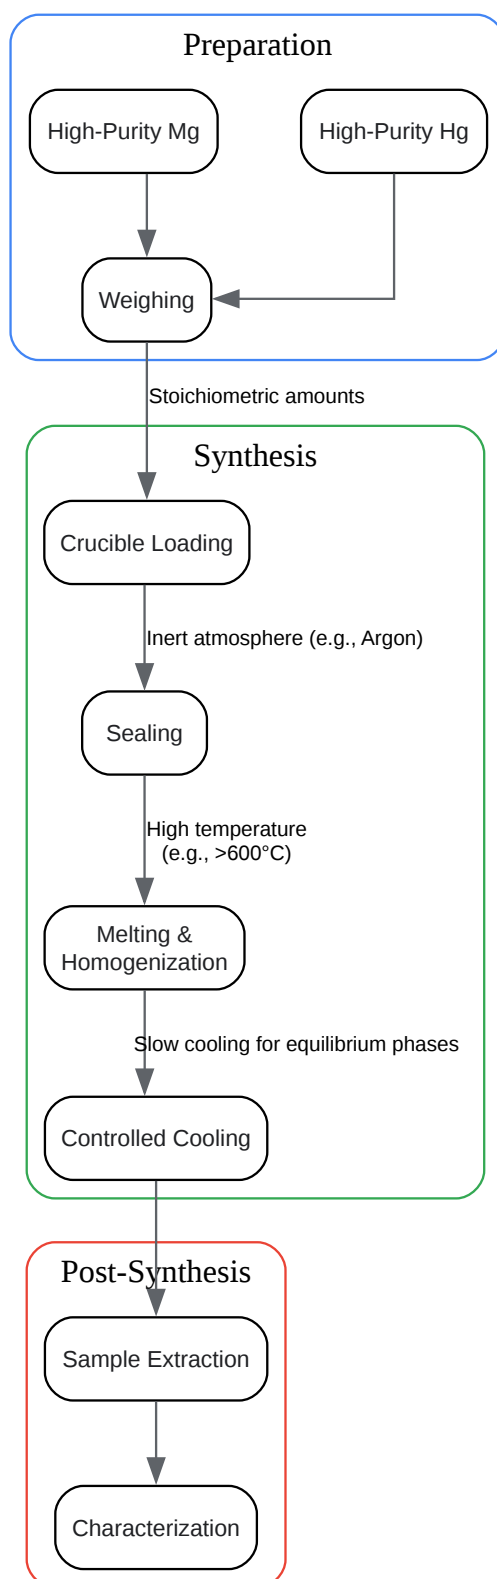 Preparation
High-Purity Mg
High-Purity Hg
Weighing
Stoichiometric amounts
Synthesis
Crucible Loading
Inert atmosphere (e.g., Argon)
Sealing
High temperature
(e.g., >600°C)
Melting &
Homogenization
Slow cooling for equilibrium phases
Controlled Cooling
Post-Synthesis
Sample Extraction
Characterization